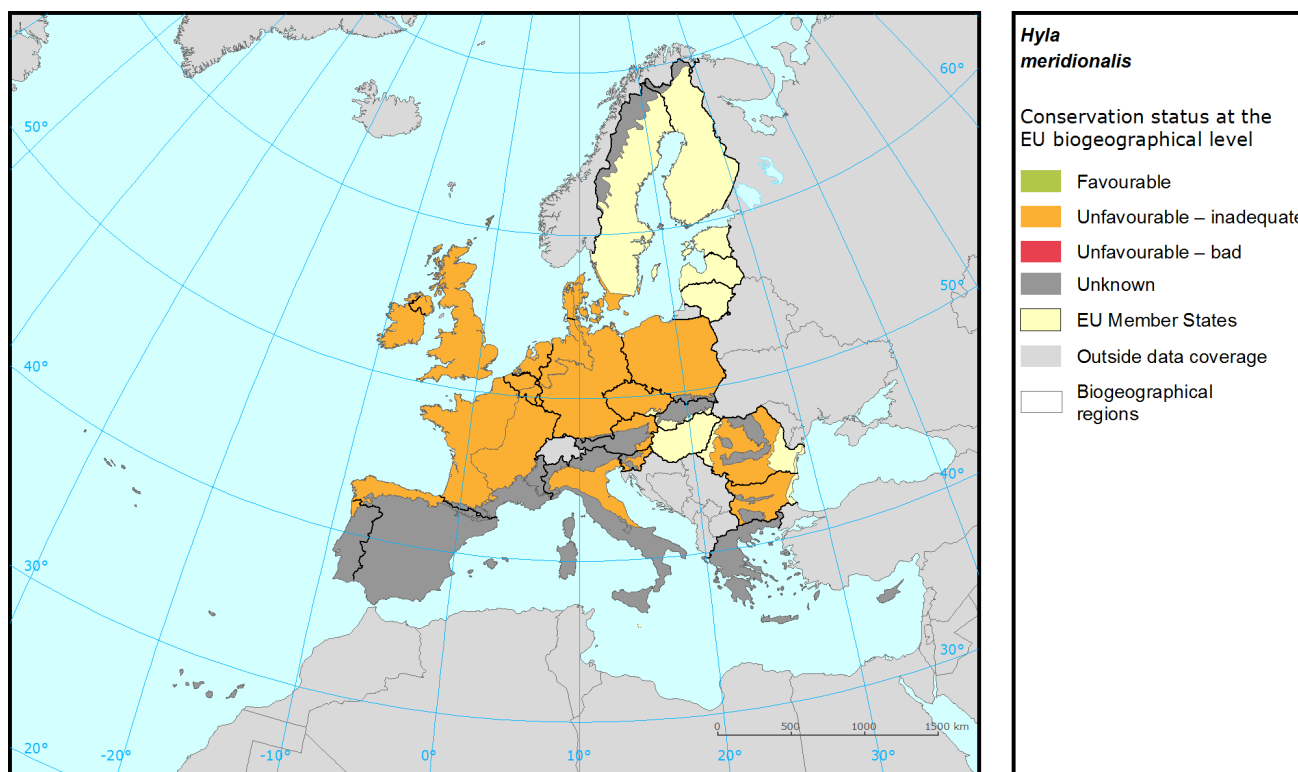 Hyla
meridionalis
Conservation status at the
EU biogeographical level
Favourable
Unfavourable – inadequate
Unfavourable – bad
Unknown
EU Member States
Outside data coverage
Biogeographical
regions
60°
50°
50°
40°
40°
30°
30°
20°
-20°
-10°
0°
10°
20°
30°
0
500
1000
1500 km